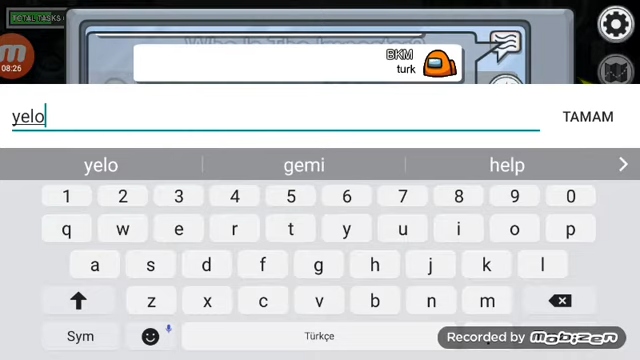 TOTAL TASKS
Who Is The Impostor?
08:26
BKM
turk
yelo
TAMAM
yelo
gemi
help
1 2 3 4 5 6 7 8 9 0
q w e r t y u i o p
a s d f g h j k l
z x c v b n m
Sym
Türkçe
Recorded by mobizen